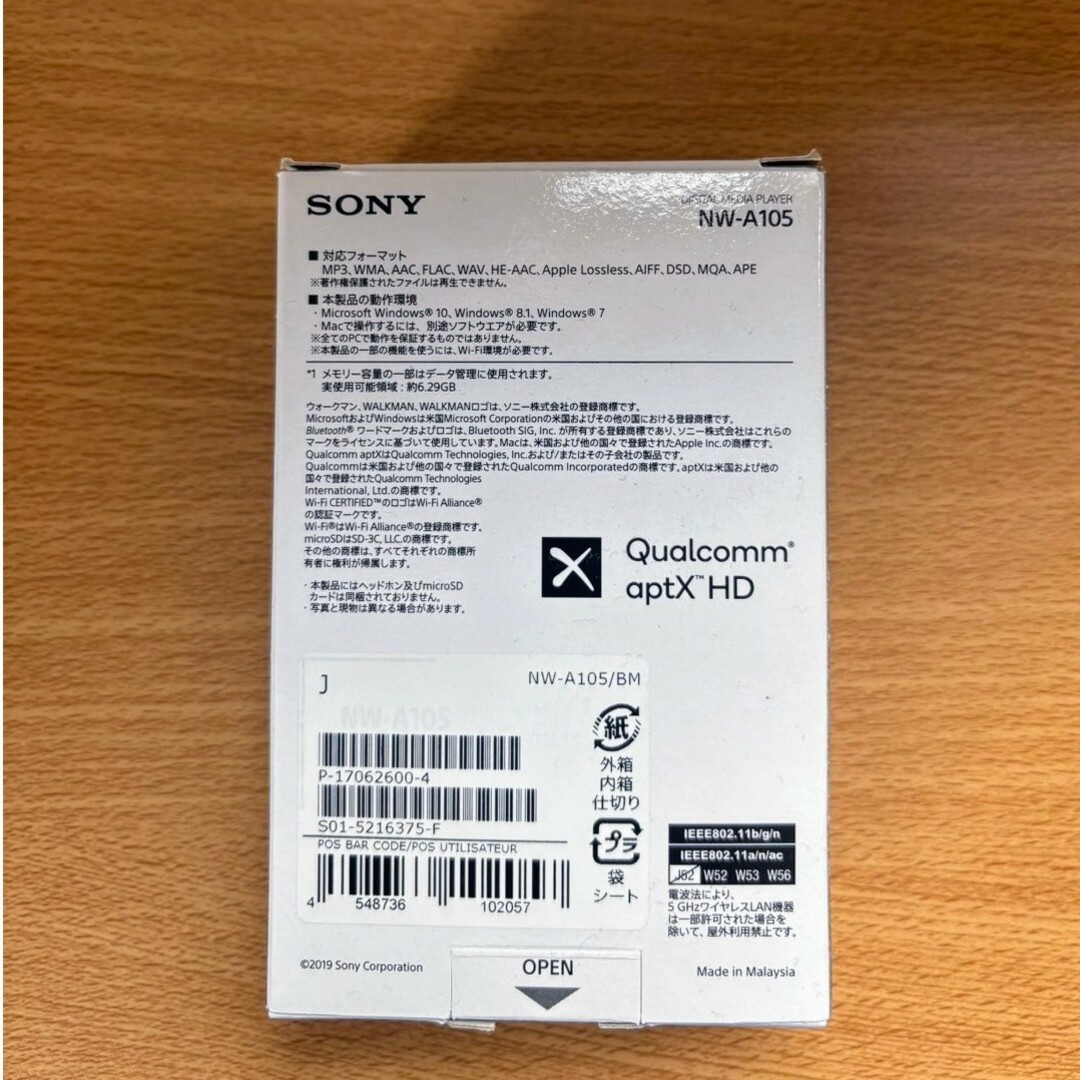 SONY
DIGITAL MEDIA PLAYER
NW-A105
■ 対応フォーマット
MP3、WMA、AAC、FLAC、WAV、HE-AAC、Apple Lossless、AIFF、DSD、MQA、APE
※著作権保護されたファイルは再生できません。
■ 本製品の動作環境
・Microsoft Windows® 10、Windows® 8.1、Windows® 7
・Macで操作するには、別途ソフトウエアが必要です。
※全てのPCで動作を保証するものではありません。
※本製品の一部の機能を使うには、Wi-Fi環境が必要です。
*1 メモリー容量の一部はデータ管理に使用されます。
実使用可能領域：約6.29GB
ウォークマン、WALKMAN、WALKMANロゴは、ソニー株式会社の登録商標です。
MicrosoftおよびWindowsは米国Microsoft Corporationの米国およびその他の国における登録商標です。
Bluetooth® ワードマークおよびロゴは、Bluetooth SIG, Inc. が所有する登録商標であり、ソニー株式会社はこれらの
マークをライセンスに基づいて使用しています。Macは、米国および他の国々で登録されたApple Inc.の商標です。
Qualcomm aptXはQualcomm Technologies, Inc.および/またはその子会社の製品です。
Qualcommは米国および他の国々で登録されたQualcomm Incorporatedの商標です。aptXは米国および他の
国々で登録されたQualcomm Technologies
International, Ltd.の商標です。
Wi-Fi CERTIFIED™のロゴはWi-Fi Alliance®
の認証マークです。
Wi-Fi®はWi-Fi Alliance®の登録商標です。
microSDはSD-3C, LLC.の商標です。
その他の商標は、すべてそれぞれの商標所
有者に権利が帰属します。
・本製品にはヘッドホン及びmicroSD
カードは同梱されておりません。
・写真と現物は異なる場合があります。
Qualcomm®
aptX™ HD
J
NW-A105/BM
NW-A105
P-17062600-4
S01-5216375-F
POS BAR CODE/POS UTILISATEUR
4 548736 102057
紙
外箱
内箱
仕切り
プラ
袋
シート
IEEE802.11b/g/n
IEEE802.11a/n/ac
J52 W52 W53 W56
電波法により、
5 GHzワイヤレスLAN機器
は一部許可された場合を
除いて、屋外利用禁止です。
©2019 Sony Corporation
OPEN
Made in Malaysia